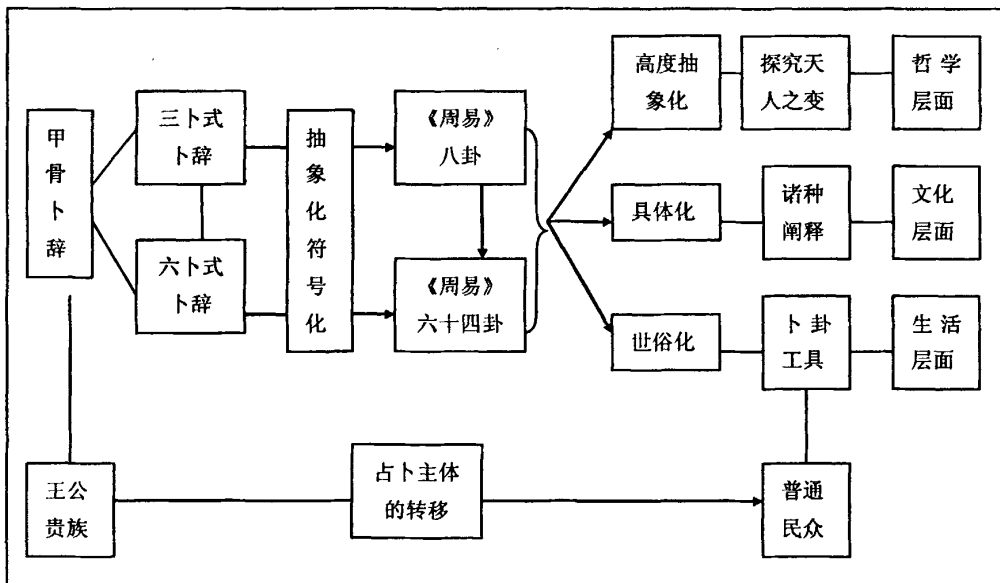 甲
骨
卜
辞
三卜式
卜辞
六卜式
卜辞
抽
象
化
符
号
化
《周易》
八卦
《周易》
六十四卦
高度抽
象化
探究天
人之变
哲学
层面
具体化
诸种
阐释
文化
层面
世俗化
卜卦
工具
生活
层面
王公
贵族
占卜主体
的转移
普通
民众